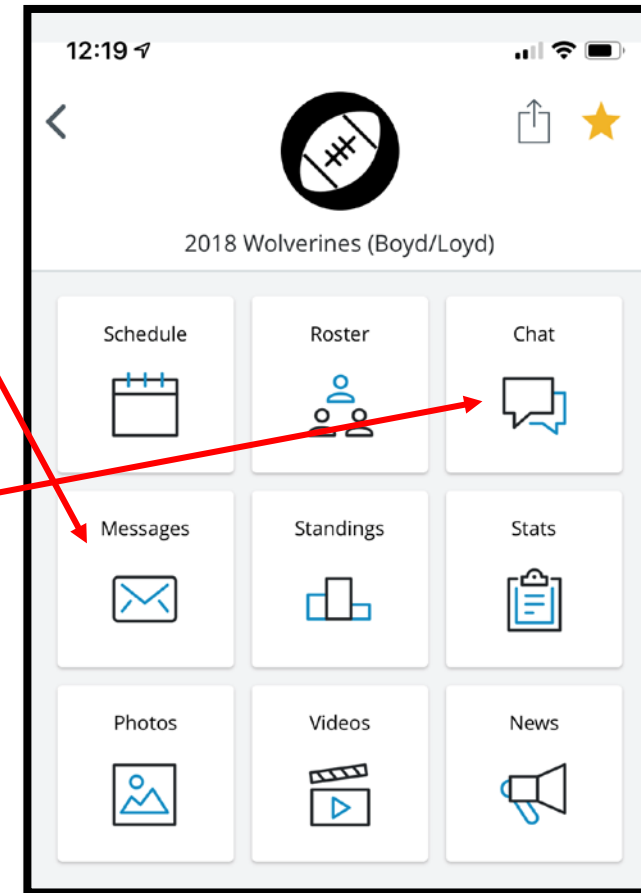 12:19
2018 Wolverines (Boyd/Loyd)
Schedule Roster Chat
Messages Standings Stats
Photos Videos News